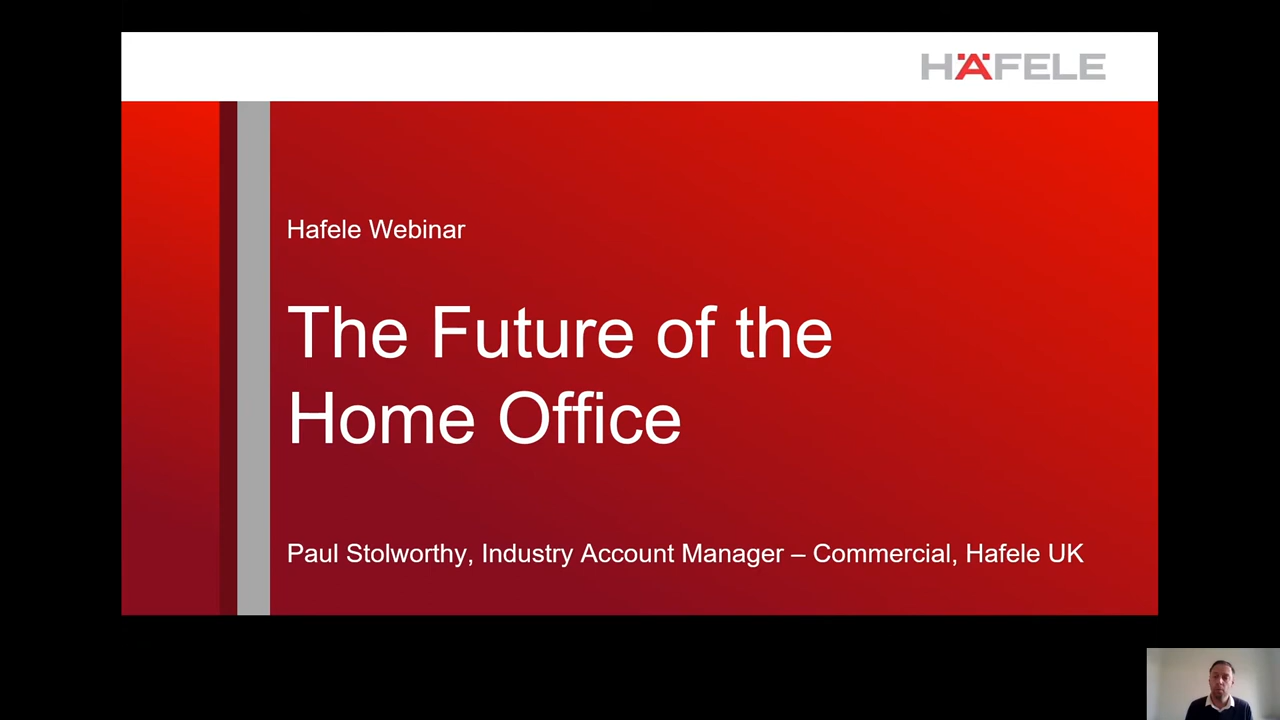 HÄFELE
Hafele Webinar
The Future of the
Home Office
Paul Stolworthy, Industry Account Manager – Commercial, Hafele UK